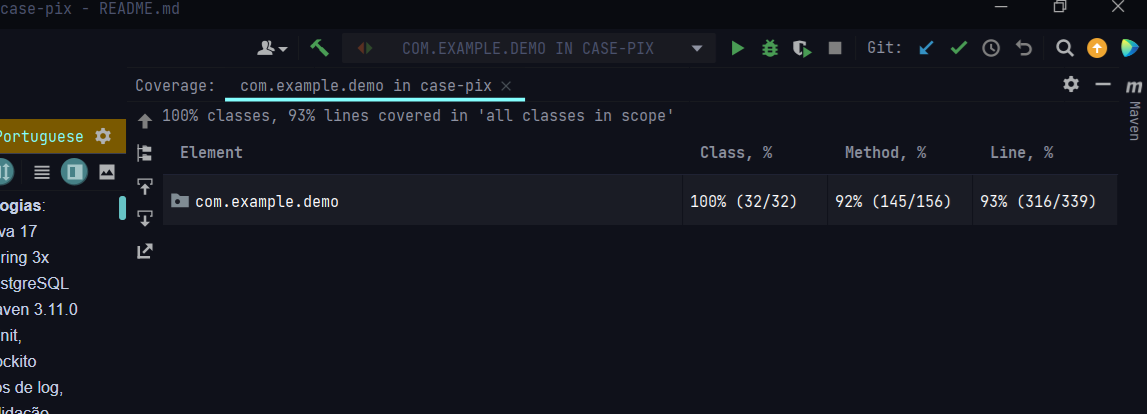 case-pix - README.md
COM.EXAMPLE.DEMO IN CASE-PIX
Git:
Coverage: com.example.demo in case-pix
100% classes, 93% lines covered in 'all classes in scope'
Element Class, % Method, % Line, %
com.example.demo 100% (32/32) 92% (145/156) 93% (316/339)
m
Maven
Portuguese
ogias:
va 17
ring 3x
stgreSQL
aven 3.11.0
nit,
ockito
os de log,
lidação